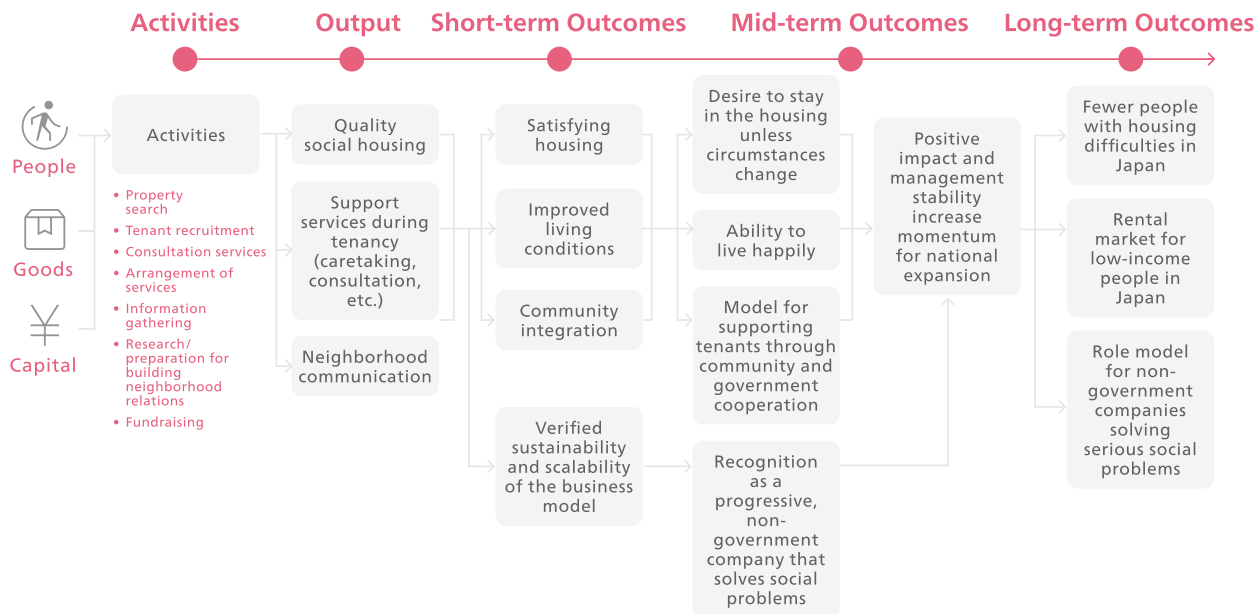 Activities
Output
Short-term Outcomes
Mid-term Outcomes
Long-term Outcomes
People
Goods
Capital
Activities
• Property
search
• Tenant recruitment
• Consultation services
• Arrangement of
services
• Information
gathering
• Research/
preparation for
building
neighborhood
relations
• Fundraising
Quality
social housing
Support
services during
tenancy
(caretaking,
consultation,
etc.)
Neighborhood
communication
Satisfying
housing
Improved
living
conditions
Community
integration
Verified
sustainability
and scalability
of the business
model
Desire to stay
in the housing
unless
circumstances
change
Ability to
live happily
Model for
supporting
tenants through
community and
government
cooperation
Recognition
as a
progressive,
non-
government
company that
solves social
problems
Positive
impact and
management
stability
increase
momentum
for national
expansion
Fewer people
with housing
difficulties in
Japan
Rental
market for
low-income
people in
Japan
Role model
for non-
government
companies
solving
serious social
problems